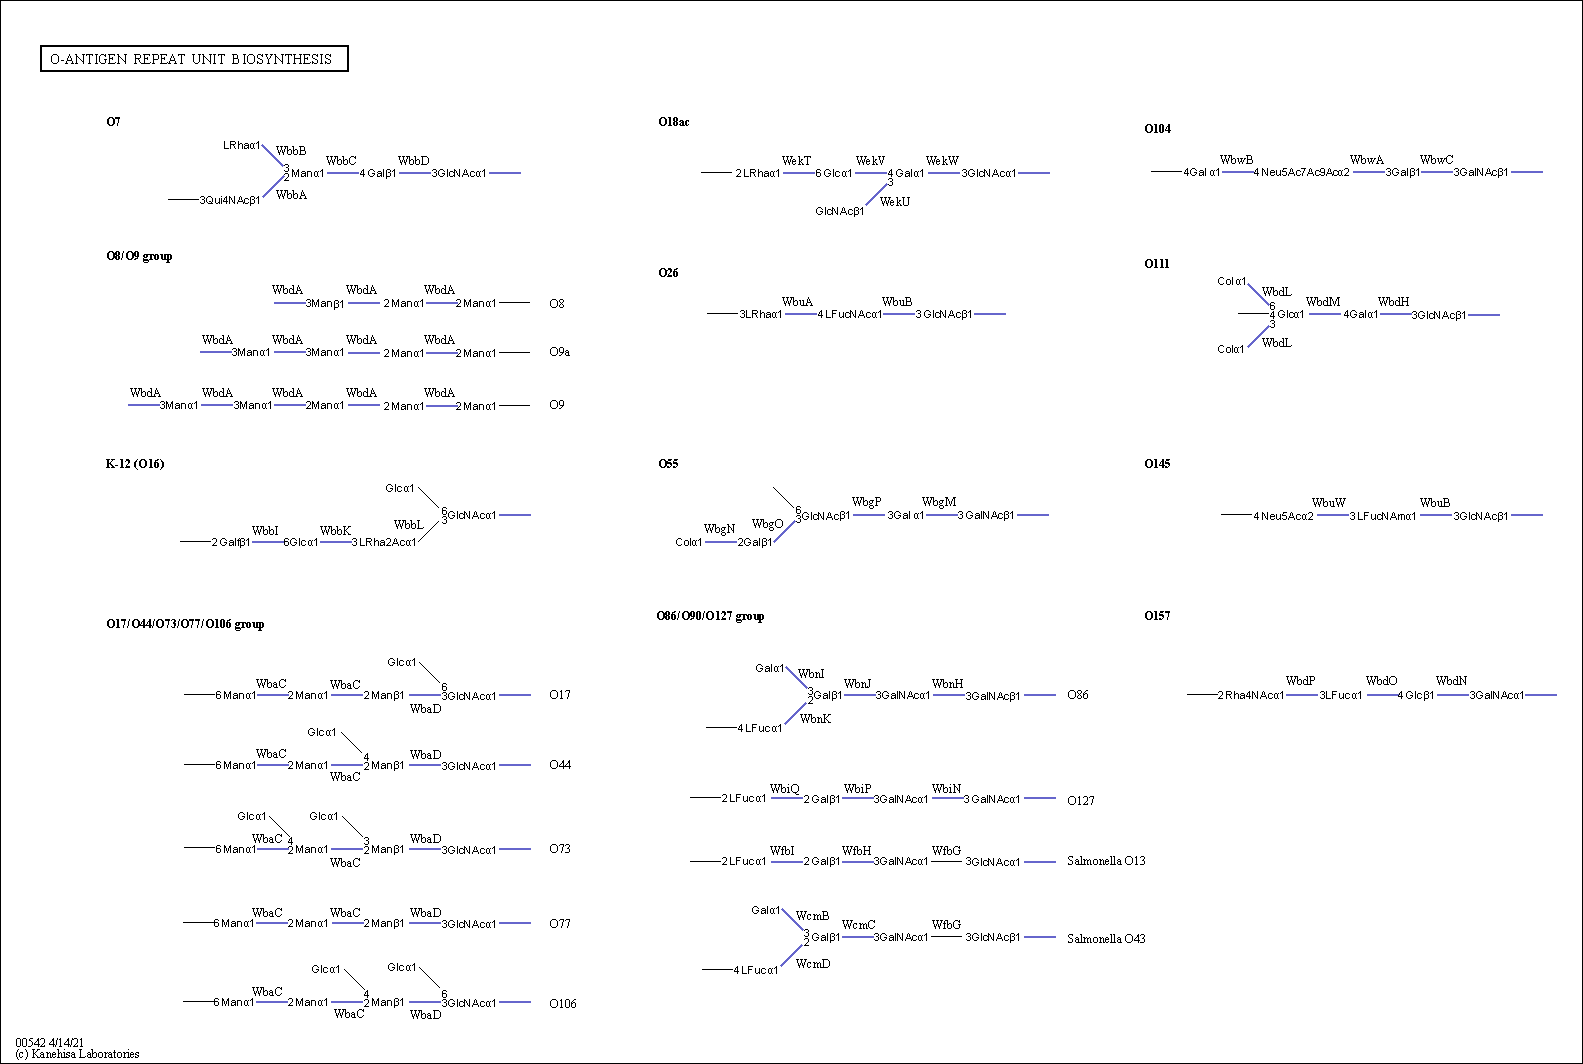 O-ANTIGEN REPEAT UNIT BIOSYNTHESIS
O7
LRhaα1
WbbB
3
2
Manα1
WbbC
4 Galβ1
WbbD
3GlcNAcα1
WbbA
3Qui4NAcβ1
O8/O9 group
WbdA WbdA WbdA
3Manβ1 2 Manα1 2 Manα1 O8
WbdA WbdA WbdA WbdA
3Manα1 3Manα1 2 Manα1 2 Manα1 O9a
WbdA WbdA WbdA WbdA WbdA
3Manα1 3Manα1 2Manα1 2 Manα1 2 Manα1 O9
K-12 (O16)
Glcα1
6
3
GlcNAcα1
WbbI WbbK WbbL
2 Galfβ1 6Glcα1 3 LRha2Acα1
O17/O44/O73/O77/O106 group
Glcα1
WbaC WbaC 6
6 Manα1 2 Manα1 2 Manβ1 3GlcNAcα1 O17
WbaD
Glcα1
WbaC 4 WbaD
6 Manα1 2 Manα1 2 Manβ1 3GlcNAcα1 O44
WbaC
Glcα1 Glcα1
WbaC 4 3 WbaD
6 Manα1 2 Manα1 2 Manβ1 3GlcNAcα1 O73
WbaC
WbaC WbaC WbaD
6 Manα1 2 Manα1 2 Manβ1 3GlcNAcα1 O77
Glcα1 Glcα1
WbaC 4 6
6 Manα1 2 Manα1 2 Manβ1 3GlcNAcα1 O106
WbaC WbaD
O18ac
WekT WekV WekW
2 LRhaα1 6 Glcα1 4 Galα1 3GlcNAcα1
3
WekU
GlcNAcβ1
O26
WbuA WbuB
3LRhaα1 4 LFucNAcα1 3 GlcNAcβ1
O55
WbgP WbgM
6
3
GlcNAcβ1 3Gal α1 3 GalNAcβ1
WbgN WbgO
Colα1 2Galβ1
O86/O90/O127 group
Galα1
WbnI WbnJ WbnH
3
2
Galβ1 3GalNAcα1 3GalNAcβ1 O86
WbnK
4 LFucα1
WbiQ WbiP WbiN
2 LFucα1 2 Galβ1 3GalNAcα1 3 GalNAcα1 O127
WfbI WfbH WfbG
2 LFucα1 2 Galβ1 3GalNAcα1 3GlcNAcα1 Salmonella O13
Galα1
WcmB WcmC WfbG
3
2
Galβ1 3GalNAcα1 3GlcNAcβ1 Salmonella O43
WcmD
4 LFucα1
O104
WbwB WbwA WbwC
4Gal α1 4 Neu5Ac7Ac9Acα2 3Galβ1 3GalNAcβ1
O111
Colα1
WbdL WbdM WbdH
6
4
3
Glcα1 4Galα1 3GlcNAcβ1
WbdL
Colα1
O145
WbuW WbuB
4 Neu5Acα2 3 LFucNAmα1 3GlcNAcβ1
O157
WbdP WbdO WbdN
2 Rha4NAcα1 3LFucα1 4 Glcβ1 3GalNAcα1
00542 4/14/21
(c) Kanehisa Laboratories